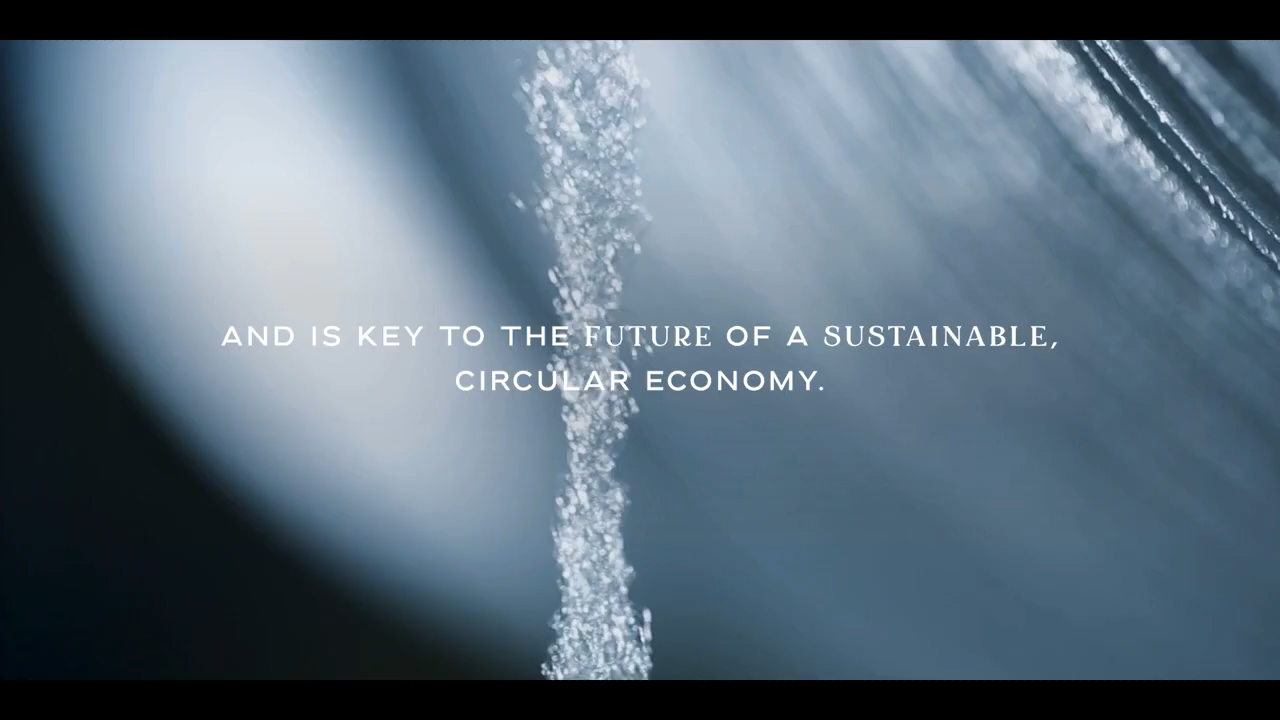 AND IS KEY TO THE FUTURE OF A SUSTAINABLE,
CIRCULAR ECONOMY.